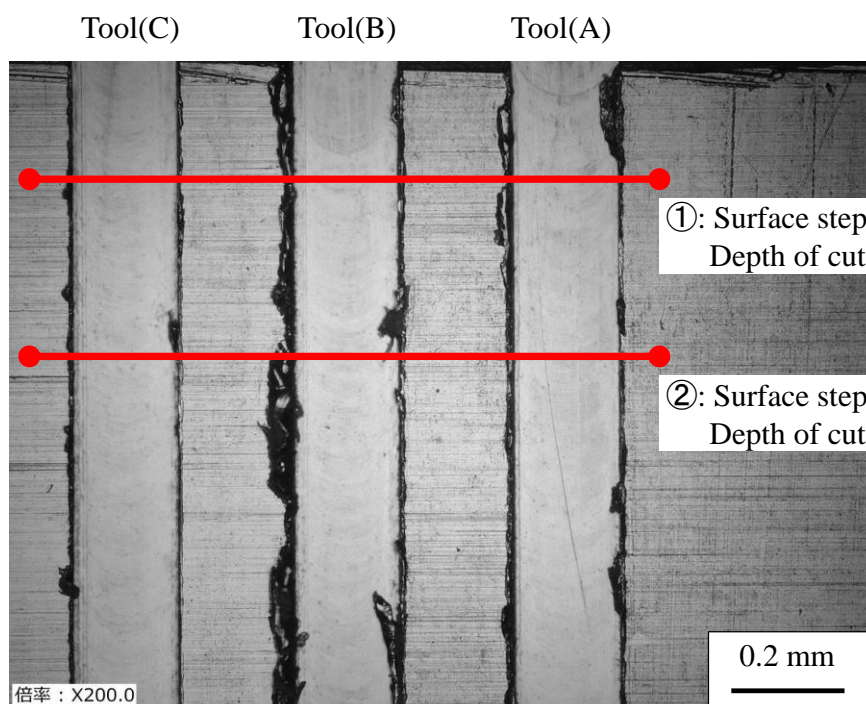 Tool(C) Tool(B) Tool(A)
①: Surface step
Depth of cut
②: Surface step
Depth of cut
0.2 mm
倍率：X200.0